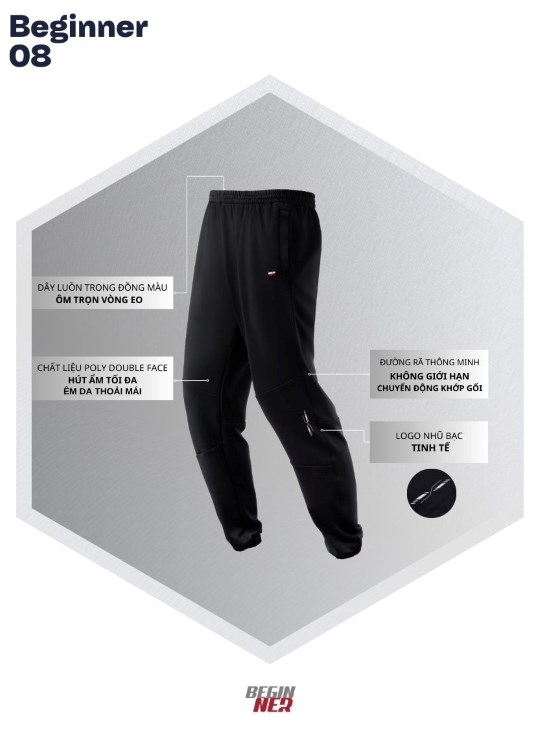 Beginner
08
DÂY LUỒN TRONG ĐỒNG MÀU
ÔM TRỌN VÒNG EO
CHẤT LIỆU POLY DOUBLE FACE
HÚT ẨM TỐI ĐA
ÊM DA THOẢI MÁI
ĐƯỜNG RÃ THÔNG MINH
KHÔNG GIỚI HẠN
CHUYỂN ĐỘNG KHỚP GỐI
LOGO NHŨ BẠC
TINH TẾ
BEGIN
NER